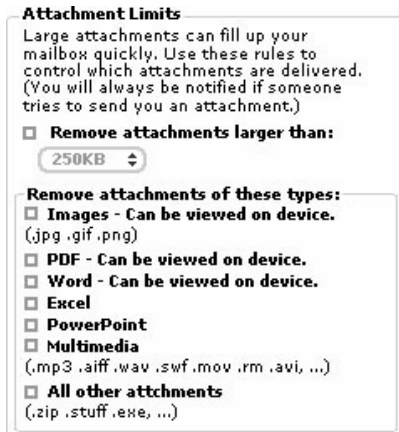 Attachment Limits
Large attachments can fill up your
mailbox quickly. Use these rules to
control which attachments are delivered.
(You will always be notified if someone
tries to send you an attachment.)
Remove attachments larger than:
250KB
Remove attachments of these types:
Images - Can be viewed on device.
(.jpg .gif .png)
PDF - Can be viewed on device.
Word - Can be viewed on device.
Excel
PowerPoint
Multimedia
(.mp3 .aiff .wav .swf .mov .rm .avi, ...)
All other attchments
(.zip .stuff .exe, ...)